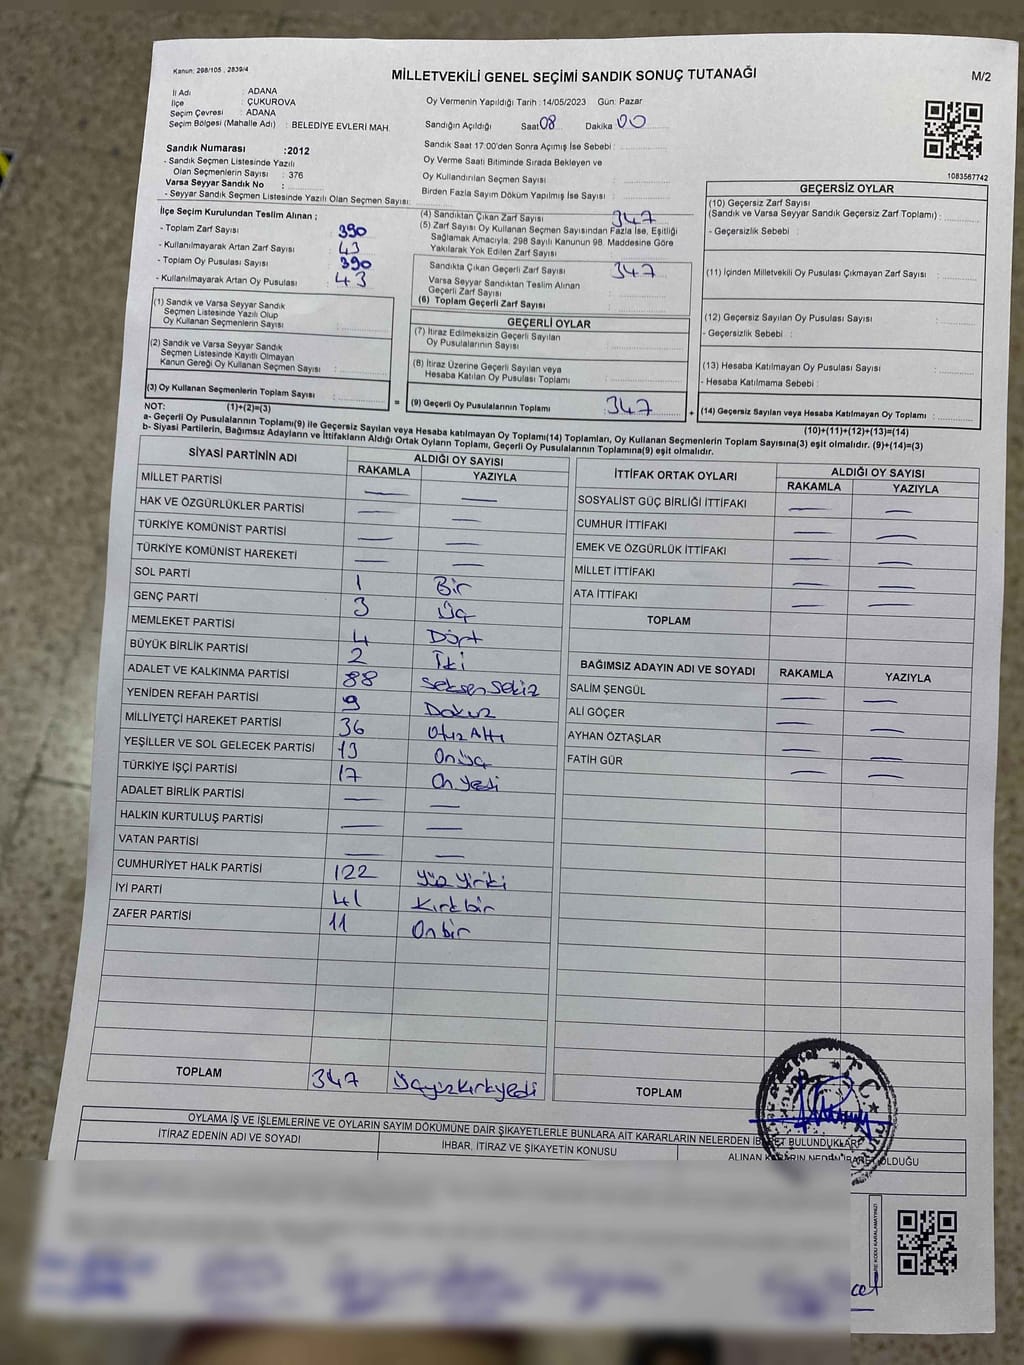 Kanun: 298/105 , 2839/4
MİLLETVEKİLİ GENEL SEÇİMİ SANDIK SONUÇ TUTANAĞI
M/2
İl Adı : ADANA
İlçe : ÇUKUROVA
Seçim Çevresi : ADANA
Seçim Bölgesi (Mahalle Adı) : BELEDİYE EVLERİ MAH.
Oy Vermenin Yapıldığı Tarih : 14/05/2023 Gün: Pazar
Sandığın Açıldığı Saat 08 Dakika 00
Sandık Saat 17:00'den Sonra Açılmış İse Sebebi :
Oy Verme Saati Bitiminde Sırada Bekleyen ve
Oy Kullandırılan Seçmen Sayısı :
Birden Fazla Sayım Döküm Yapılmış İse Sayısı :
1083567742
Sandık Numarası :2012
- Sandık Seçmen Listesinde Yazılı
Olan Seçmenlerin Sayısı : 376
Varsa Seyyar Sandık No :
- Seyyar Sandık Seçmen Listesinde Yazılı Olan Seçmen Sayısı:
İlçe Seçim Kurulundan Teslim Alınan ;
- Toplam Zarf Sayısı : 390
- Kullanılmayarak Artan Zarf Sayısı : 43
- Toplam Oy Pusulası Sayısı : 390
- Kullanılmayarak Artan Oy Pusulası : 43
(1) Sandık ve Varsa Seyyar Sandık
Seçmen Listesinde Yazılı Olup
Oy Kullanan Seçmenlerin Sayısı :
(2) Sandık ve Varsa Seyyar Sandık
Seçmen Listesinde Kayıtlı Olmayan
Kanun Gereği Oy Kullanan Seçmen Sayısı :
(3) Oy Kullanan Seçmenlerin Toplam Sayısı :
(1)+(2)=(3)
(4) Sandıktan Çıkan Zarf Sayısı : 347
(5) Zarf Sayısı Oy Kullanan Seçmen Sayısından Fazla İse, Eşitliği
Sağlamak Amacıyla, 298 Sayılı Kanunun 98. Maddesine Göre
Yakılarak Yok Edilen Zarf Sayısı :
Sandıkta Çıkan Geçerli Zarf Sayısı : 347
Varsa Seyyar Sandıktan Teslim Alınan
Geçerli Zarf Sayısı :
(6) Toplam Geçerli Zarf Sayısı :
GEÇERLİ OYLAR
(7) İtiraz Edilmeksizin Geçerli Sayılan
Oy Pusulalarının Sayısı :
(8) İtiraz Üzerine Geçerli Sayılan veya
Hesaba Katılan Oy Pusulası Toplamı :
= (9) Geçerli Oy Pusulalarının Toplamı : 347 +
GEÇERSİZ OYLAR
(10) Geçersiz Zarf Sayısı
(Sandık ve Varsa Seyyar Sandık Geçersiz Zarf Toplamı) :
- Geçersizlik Sebebi :
(11) İçinden Milletvekili Oy Pusulası Çıkmayan Zarf Sayısı :
(12) Geçersiz Sayılan Oy Pusulası Sayısı :
- Geçersizlik Sebebi :
(13) Hesaba Katılmayan Oy Pusulası Sayısı :
- Hesaba Katılmama Sebebi :
(14) Geçersiz Sayılan veya Hesaba Katılmayan Oy Toplamı :
(10)+(11)+(12)+(13)=(14)
NOT:
a- Geçerli Oy Pusulalarının Toplamı(9) ile Geçersiz Sayılan veya Hesaba katılmayan Oy Toplamı(14) Toplamları, Oy Kullanan Seçmenlerin Toplam Sayısına(3) eşit olmalıdır. (9)+(14)=(3)
b- Siyasi Partilerin, Bağımsız Adayların ve İttifakların Aldığı Ortak Oyların Toplamı, Geçerli Oy Pusulalarının Toplamına(9) eşit olmalıdır.
SİYASİ PARTİNİN ADI ALDIĞI OY SAYISI
RAKAMLA YAZIYLA
MİLLET PARTİSI — —
HAK VE ÖZGÜRLÜKLER PARTİSİ — —
TÜRKİYE KOMÜNİST PARTİSİ — —
TÜRKİYE KOMÜNİST HAREKETİ — —
SOL PARTİ 1 Bir
GENÇ PARTİ 3 Üç
MEMLEKET PARTİSİ 4 Dört
BÜYÜK BİRLİK PARTİSİ 2 İki
ADALET VE KALKINMA PARTİSİ 88 Seksen Sekiz
YENİDEN REFAH PARTİSİ 9 Dokuz
MİLLİYETÇİ HAREKET PARTİSİ 36 Otuz Altı
YEŞİLLER VE SOL GELECEK PARTİSİ 13 On üç
TÜRKİYE İŞÇİ PARTİSİ 17 On Yedi
ADALET BİRLİK PARTİSİ — —
HALKIN KURTULUŞ PARTİSİ — —
VATAN PARTİSİ — —
CUMHURİYET HALK PARTİSİ 122 Yüz Yirmiiki
İYİ PARTİ 41 Kırkbir
ZAFER PARTİSİ 11 Onbir
TOPLAM 347 Üçyüzkırkyedi
İTTİFAK ORTAK OYLARI ALDIĞI OY SAYISI
RAKAMLA YAZIYLA
SOSYALIST GÜÇ BİRLİĞİ İTTİFAKI — —
CUMHUR İTTİFAKI — —
EMEK VE ÖZGÜRLÜK İTTİFAKI — —
MİLLET İTTİFAKI — —
ATA İTTİFAKI — —
TOPLAM
BAĞIMSIZ ADAYIN ADI VE SOYADI RAKAMLA YAZIYLA
SALİM ŞENGÜL — —
ALİ GÖÇER — —
AYHAN ÖZTAŞLAR — —
FATİH GÜR — —
TOPLAM
T.C.
OYLAMA İŞ VE İŞLEMLERİNE VE OYLARIN SAYIM DÖKÜMÜNE DAİR ŞİKAYETLERLE BUNLARA AİT KARARLARIN NELERDEN İBARET BULUNDUKLARI
İTİRAZ EDENİN ADI VE SOYADI
İHBAR, İTİRAZ VE ŞİKAYETİN KONUSU
ALINAN KARARIN NEDEN İBARET OLDUĞU